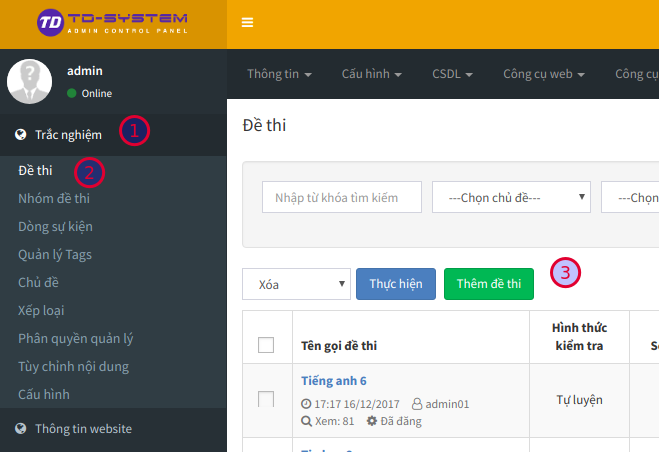 TD TD-SYSTEM
ADMIN CONTROL PANEL
admin
Online
Thông tin Cấu hình CSDL Công cụ web Công cụ
Trắc nghiệm 1
Đề thi 2
Nhóm đề thi
Dòng sự kiện
Quản lý Tags
Chủ đề
Xếp loại
Phân quyền quản lý
Tùy chỉnh nội dung
Cấu hình
Thông tin website
Đề thi
Nhập từ khóa tìm kiếm ---Chọn chủ đề--- ---Chọn
Xóa Thực hiện Thêm đề thi 3
Tên gọi đề thi Hình thức
kiểm tra
Tiếng anh 6
17:17 16/12/2017 admin01
Xem: 81 Đã đăng
Tự luyện